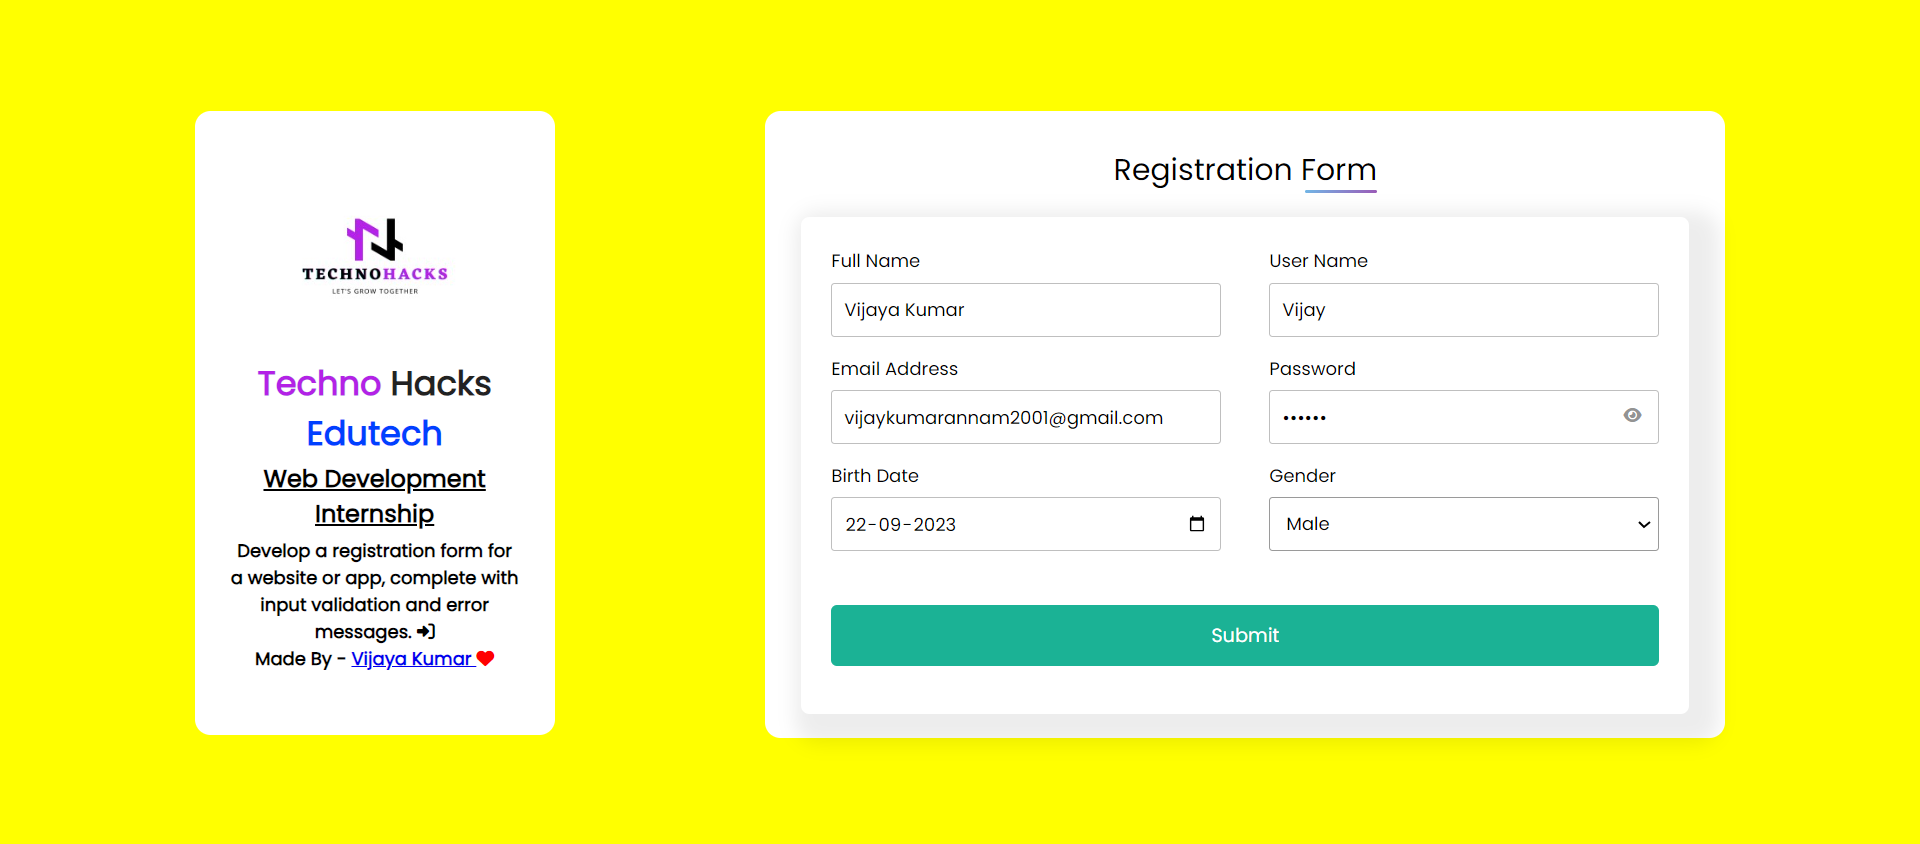 TECHNOHACKS
LET'S GROW TOGETHER
Techno Hacks
Edutech
Web Development
Internship
Develop a registration form for
a website or app, complete with
input validation and error
messages.
Made By - Vijaya Kumar
Registration Form
Full Name
Vijaya Kumar
User Name
Vijay
Email Address
vijaykumarannam2001@gmail.com
Password
••••••
Birth Date
22-09-2023
Gender
Male
Submit